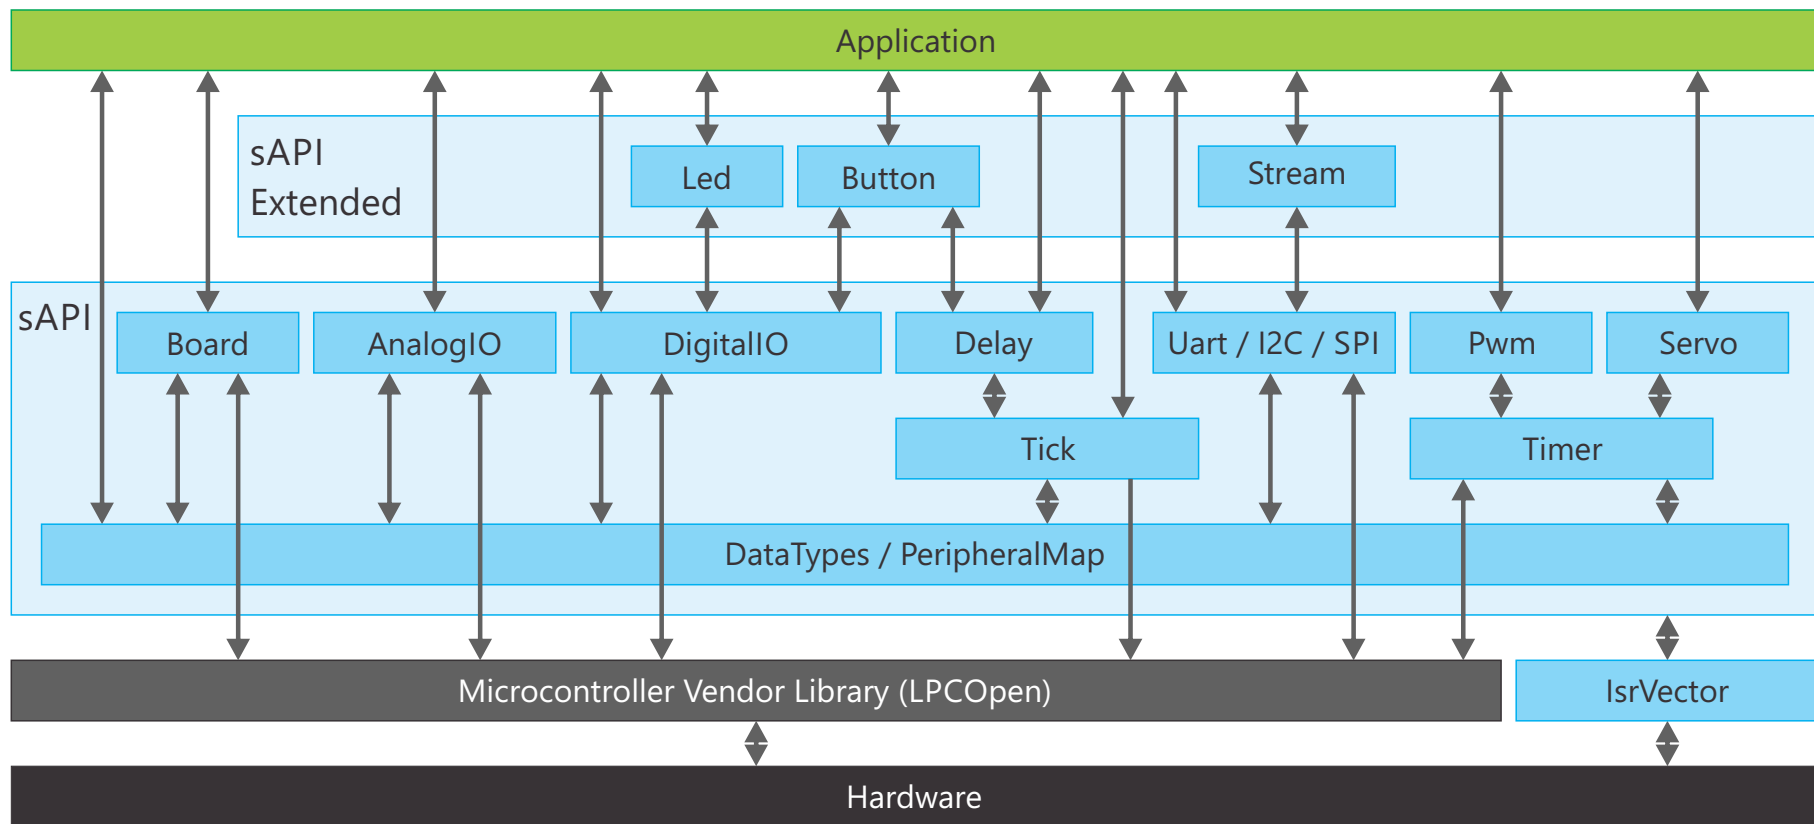 Application
sAPI
Extended
Led
Button
Stream
sAPI
Board
AnalogIO
DigitalIO
Delay
Uart / I2C / SPI
Pwm
Servo
Tick
Timer
DataTypes / PeripheralMap
Microcontroller Vendor Library (LPCOpen)
IsrVector
Hardware